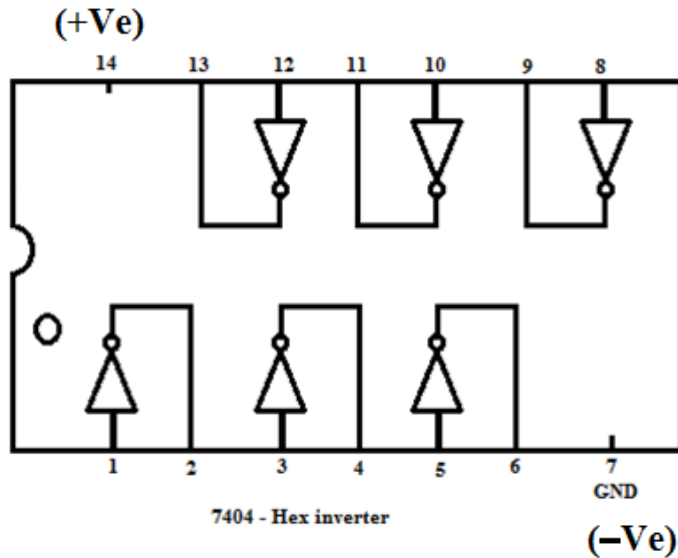 (+Ve)
14 13 12 11 10 9 8
1 2 3 4 5 6 7
GND
7404 - Hex inverter
(–Ve)